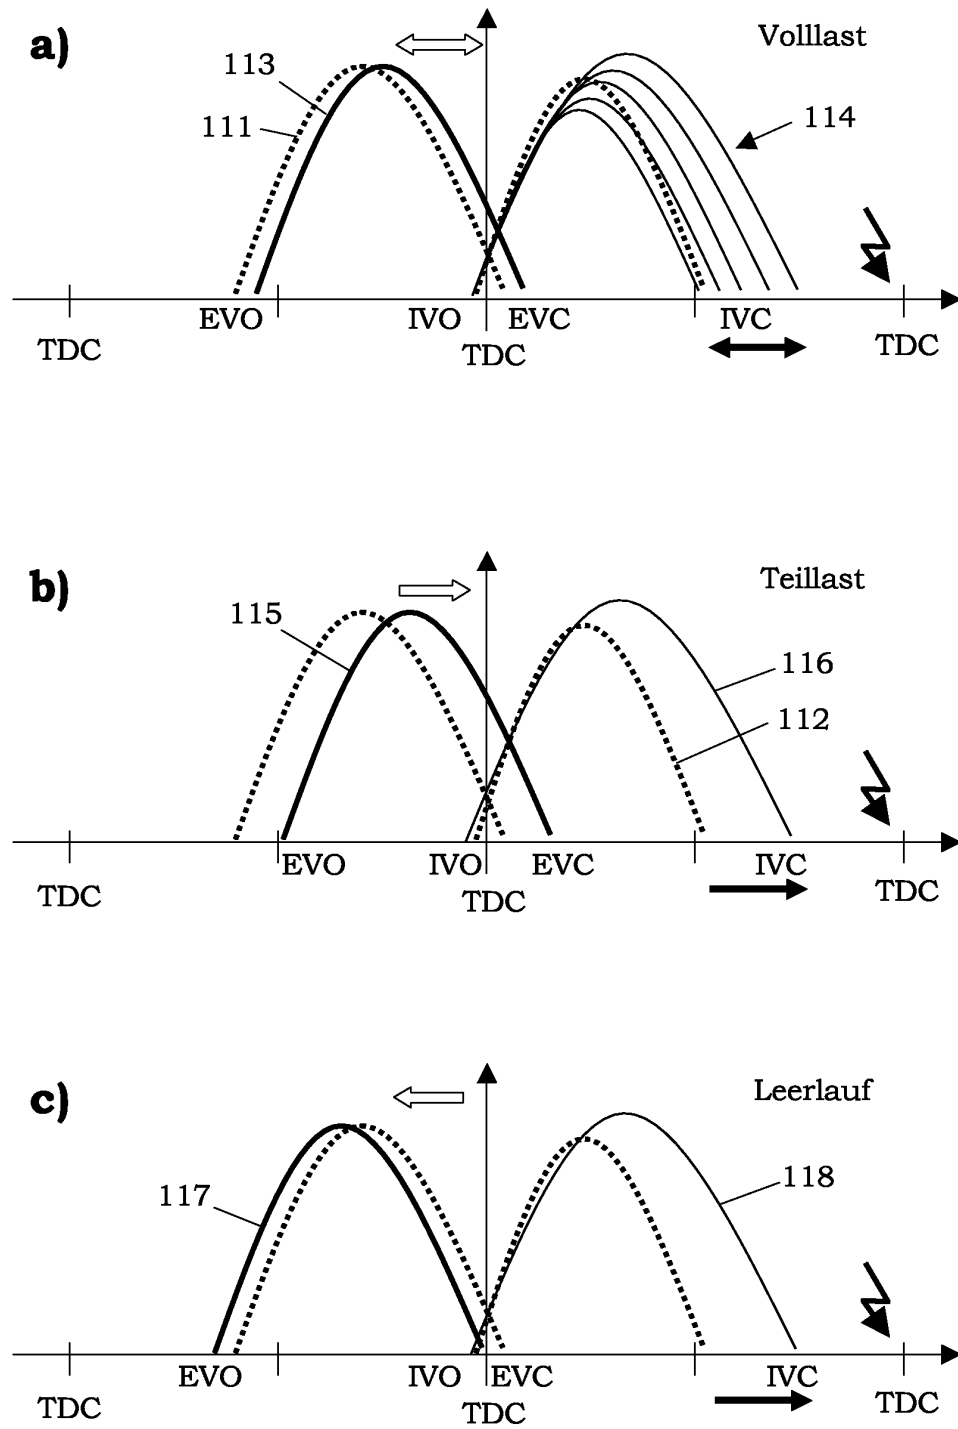 a)
Volllast
113
111
114
EVO
IVO
EVC
IVC
TDC
TDC
TDC
b)
Teillast
115
116
112
EVO
IVO
EVC
IVC
TDC
TDC
TDC
c)
Leerlauf
117
118
EVO
IVO
EVC
IVC
TDC
TDC
TDC